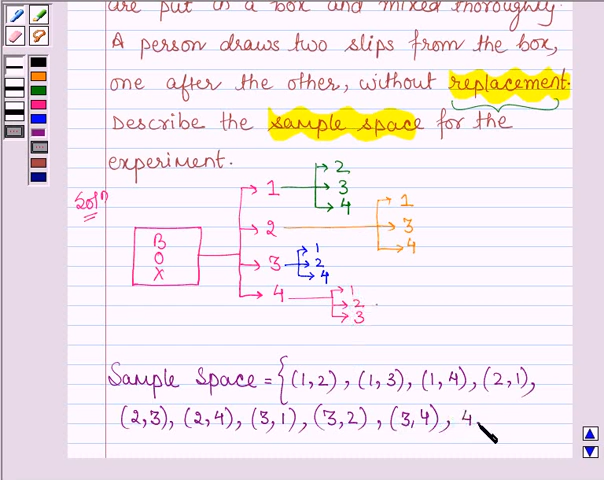 are put in a box and mixed thoroughly.
A person draws two slips from the box,
one after the other, without replacement.
Describe the sample space for the
experiment.
Solⁿ
BOX
1
2
3
4
2
3
4
1
3
4
1
2
4
1
2
3
Sample Space = {(1,2), (1,3), (1,4), (2,1),
(2,3), (2,4), (3,1), (3,2), (3,4), 4